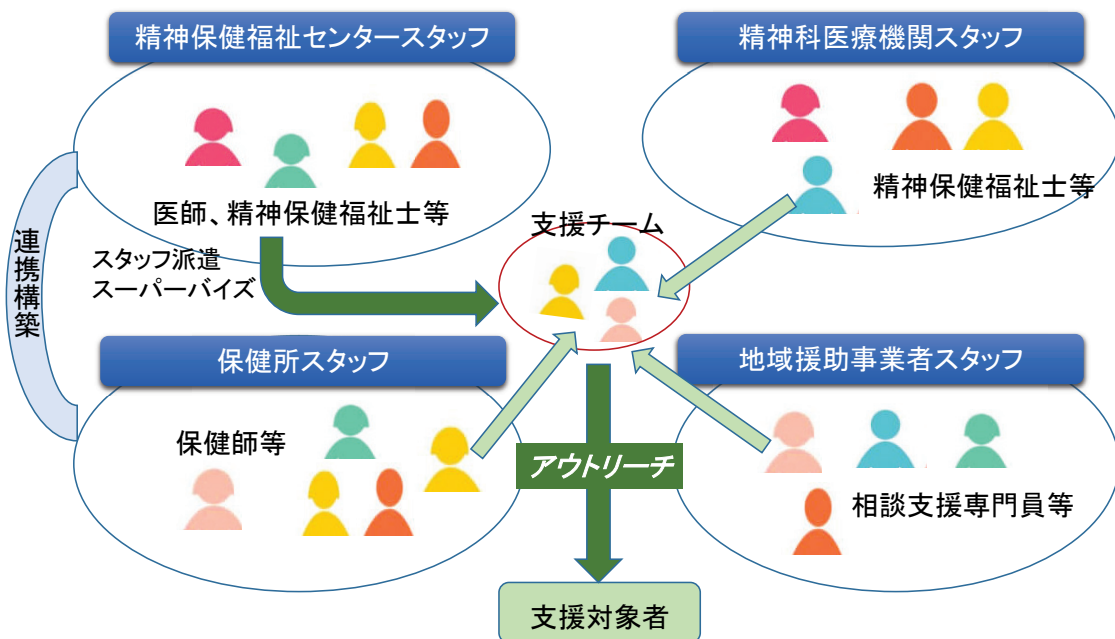 精神保健福祉センタースタッフ
精神科医療機関スタッフ
医師、精神保健福祉士等
精神保健福祉士等
支援チーム
連携構築
スタッフ派遣
スーパーバイズ
保健所スタッフ
地域援助事業者スタッフ
保健師等
アウトリーチ
相談支援専門員等
支援対象者